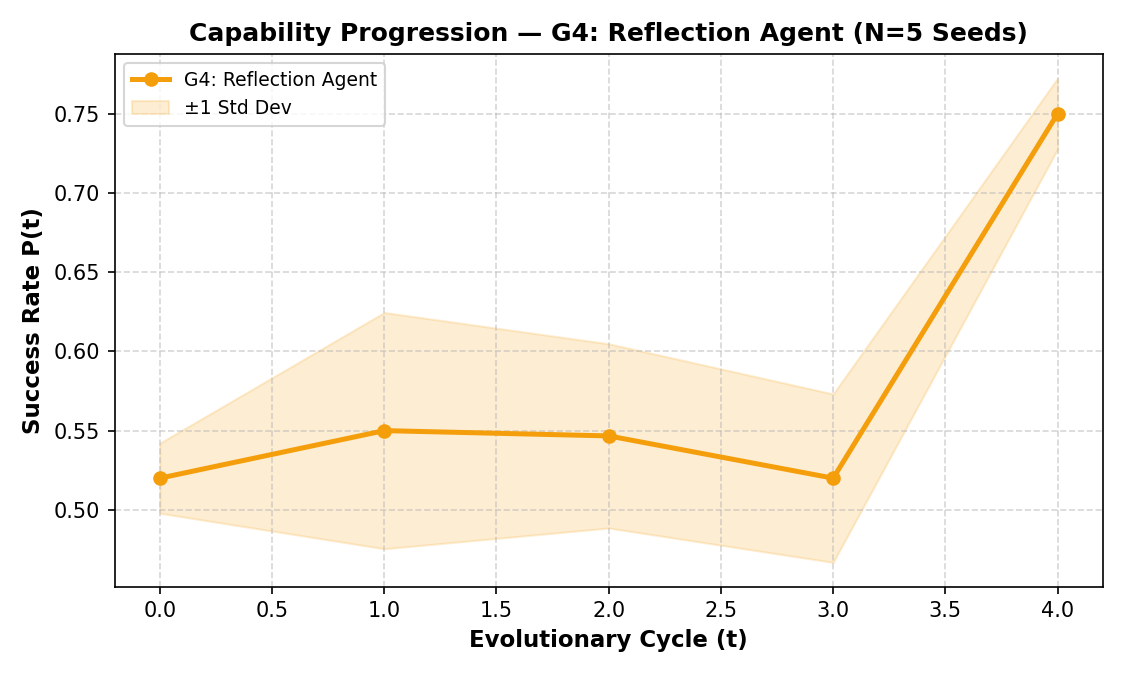 Capability Progression — G4: Reflection Agent (N=5 Seeds)
G4: Reflection Agent
±1 Std Dev
Success Rate P(t)
0.75
0.70
0.65
0.60
0.55
0.50
0.0 0.5 1.0 1.5 2.0 2.5 3.0 3.5 4.0
Evolutionary Cycle (t)